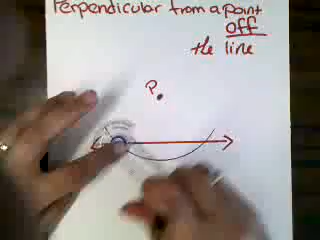 Perpendicular from a point
off
the line
P